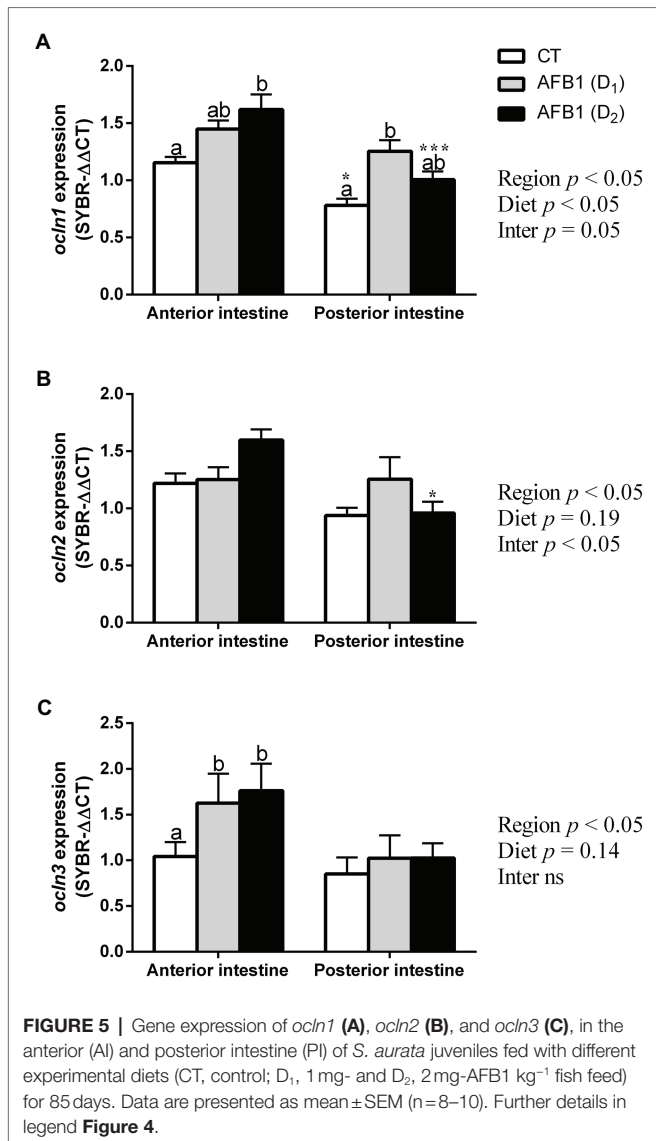 A
2.0
1.5
1.0
0.5
0.0
ocln1 expression
(SYBR-ΔΔCT)
a
ab
b
*
a
b
***
ab
Anterior intestine
Posterior intestine
CT
AFB1 (D₁)
AFB1 (D₂)
Region p < 0.05
Diet p < 0.05
Inter p = 0.05
B
2.0
1.5
1.0
0.5
0.0
ocln2 expression
(SYBR-ΔΔCT)
*
Anterior intestine
Posterior intestine
Region p < 0.05
Diet p = 0.19
Inter p < 0.05
C
2.5
2.0
1.5
1.0
0.5
0.0
ocln3 expression
(SYBR-ΔΔCT)
a
b
b
Anterior intestine
Posterior intestine
Region p < 0.05
Diet p = 0.14
Inter ns
FIGURE 5 | Gene expression of ocln1 (A), ocln2 (B), and ocln3 (C), in the
anterior (AI) and posterior intestine (PI) of S. aurata juveniles fed with different
experimental diets (CT, control; D₁, 1 mg- and D₂, 2 mg-AFB1 kg⁻¹ fish feed)
for 85 days. Data are presented as mean ± SEM (n = 8–10). Further details in
legend Figure 4.